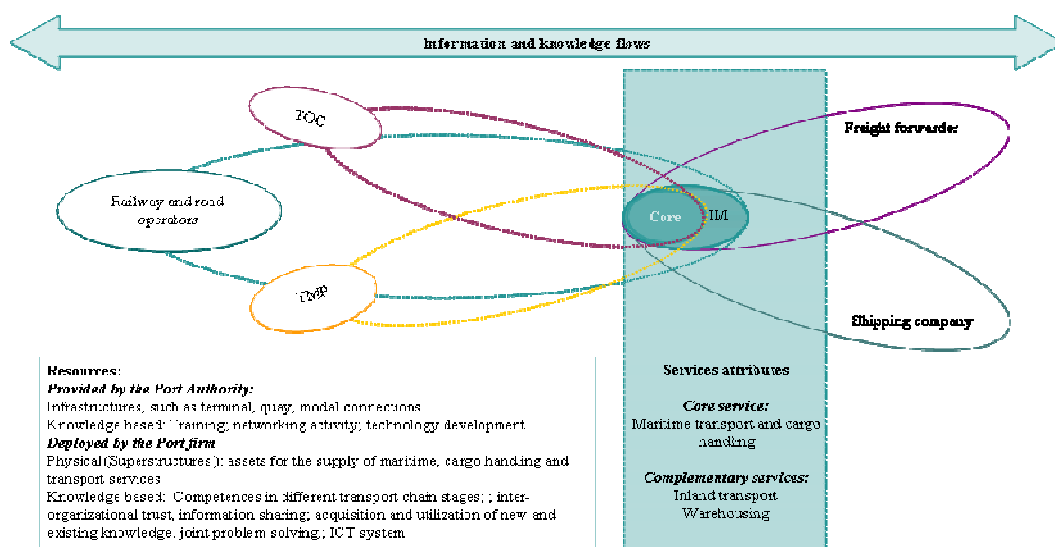 Information and knowledge flows
TOC
Freight forwarder
Railway and road
operators
Core
Shipping company
Resources:
Provided by the Port Authority:
Infrastructures, such as terminal, quay, modal connections
Knowledge based: Training; networking activity; technology development
Deployed by the Port firm
Physical (Superstructures): assets for the supply of maritime, cargo handling and
transport services
Knowledge based: Competences in different transport chain stages; ; inter-
organizational trust, information sharing; acquisition and utilization of new and
existing knowledge, joint problem solving; ; ICT system
Services attributes
Core service:
Maritime transport and cargo
handling
Complementary services:
Inland transport
Warehousing